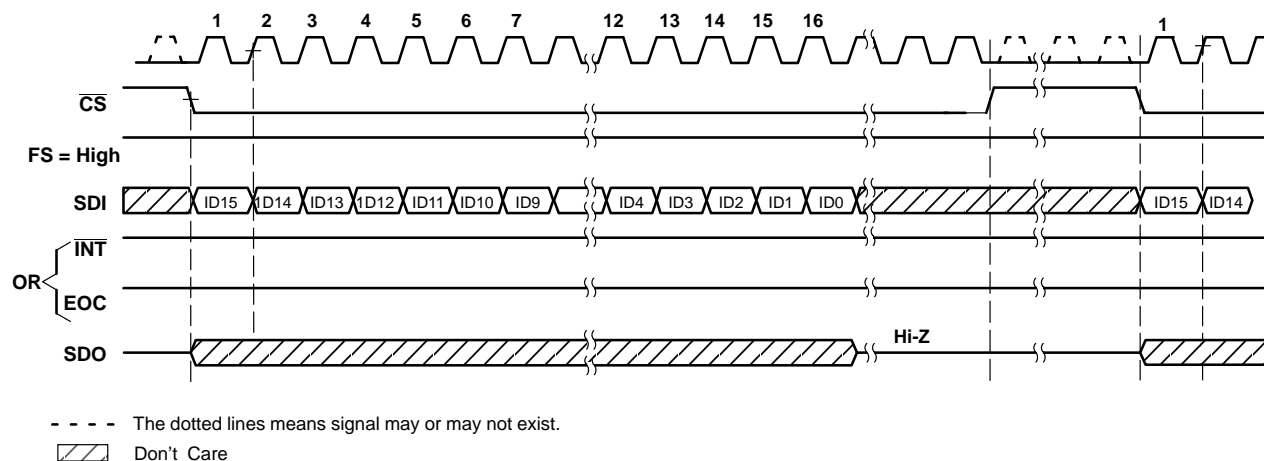 1 2 3 4 5 6 7 12 13 14 15 16 1
CS
FS = High
SDI ID15 1D14 ID13 1D12 ID11 ID10 ID9 ID4 ID3 ID2 ID1 ID0 ID15 ID14
INT
OR
EOC
SDO Hi-Z
The dotted lines means signal may or may not exist.
Don't Care